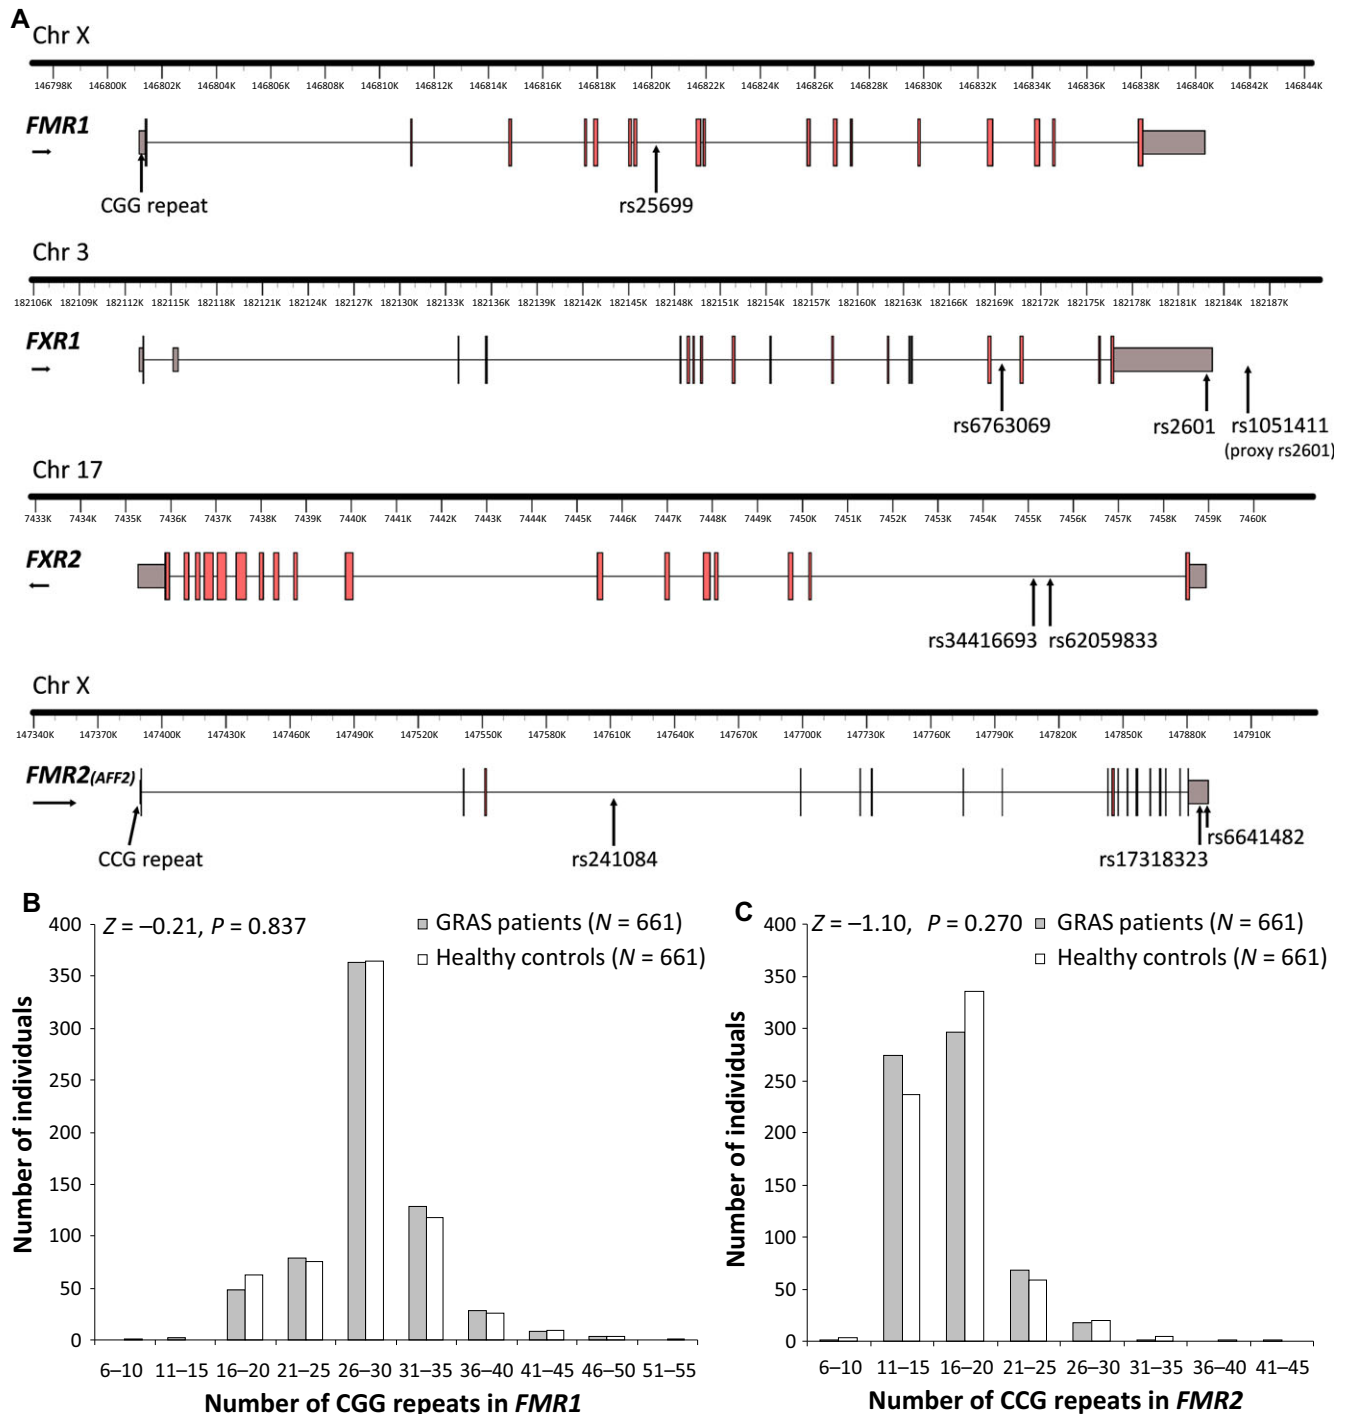 A
Chr X
146798K 146800K 146802K 146804K 146806K 146808K 146810K 146812K 146814K 146816K 146818K 146820K 146822K 146824K 146826K 146828K 146830K 146832K 146834K 146836K 146838K 146840K 146842K 146844K
FMR1
CGG repeat
rs25699
Chr 3
182106K 182109K 182112K 182115K 182118K 182121K 182124K 182127K 182130K 182133K 182136K 182139K 182142K 182145K 182148K 182151K 182154K 182157K 182160K 182163K 182166K 182169K 182172K 182175K 182178K 182181K 182184K 182187K
FXR1
rs6763069
rs2601
rs1051411
(proxy rs2601)
Chr 17
7433K 7434K 7435K 7436K 7437K 7438K 7439K 7440K 7441K 7442K 7443K 7444K 7445K 7446K 7447K 7448K 7449K 7450K 7451K 7452K 7453K 7454K 7455K 7456K 7457K 7458K 7459K 7460K
FXR2
rs34416693 rs62059833
Chr X
147340K 147370K 147400K 147430K 147460K 147490K 147520K 147550K 147580K 147610K 147640K 147670K 147700K 147730K 147760K 147790K 147820K 147850K 147880K 147910K
FMR2(AFF2)
rs6641482
CCG repeat
rs241084
rs17318323
B
Z = –0.21, P = 0.837
GRAS patients (N = 661)
Healthy controls (N = 661)
Number of individuals
400
350
300
250
200
150
100
50
0
6–10 11–15 16–20 21–25 26–30 31–35 36–40 41–45 46–50 51–55
Number of CGG repeats in FMR1
C
Z = –1.10, P = 0.270
GRAS patients (N = 661)
Healthy controls (N = 661)
Number of individuals
400
350
300
250
200
150
100
50
0
6–10 11–15 16–20 21–25 26–30 31–35 36–40 41–45
Number of CCG repeats in FMR2